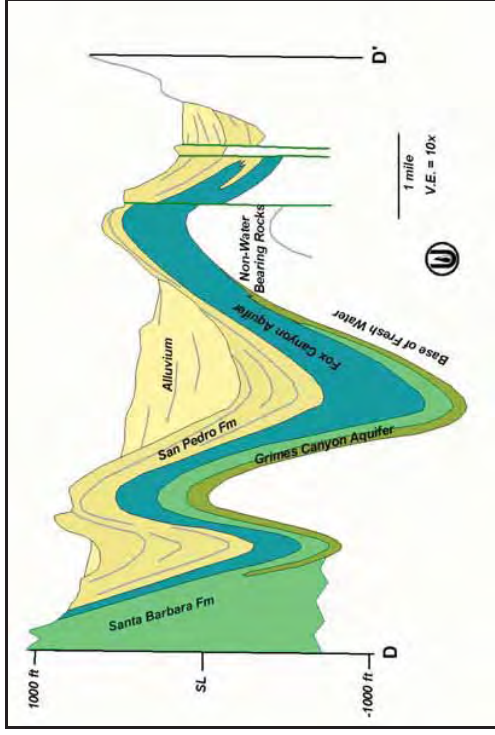 1000 ft
SL
-1000 ft
D
D'
Santa Barbara Fm
San Pedro Fm
Alluvium
Grimes Canyon Aquifer
Fox Canyon Aquifer
Base of Fresh Water
Non-Water
Bearing Rocks
1 mile
V.E. = 10x